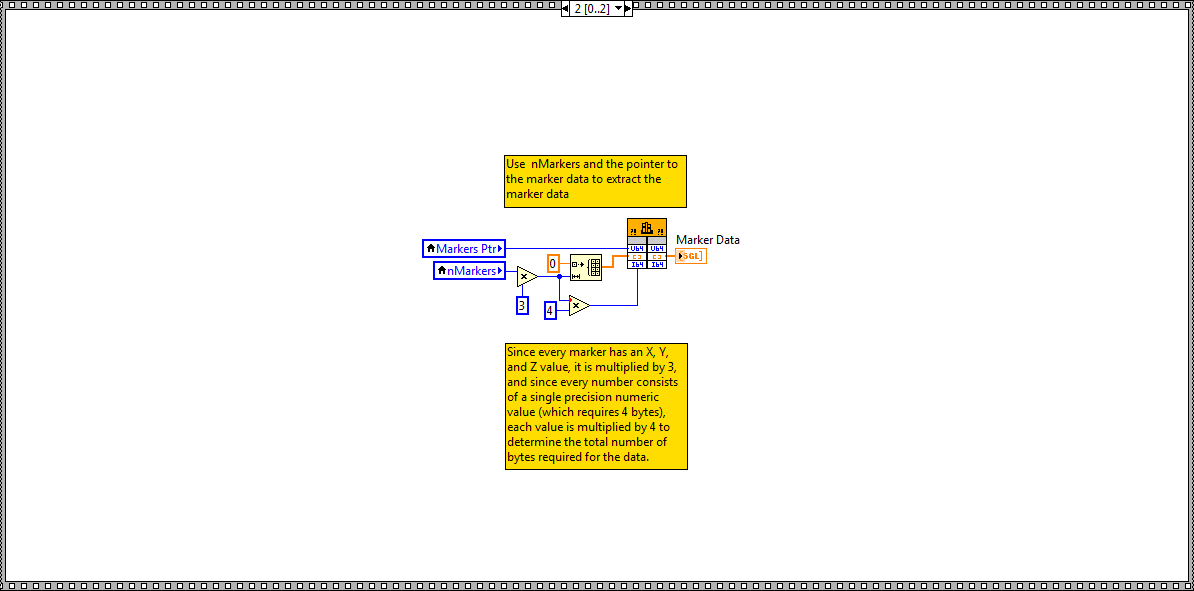 2 [0..2]
Use nMarkers and the pointer to
the marker data to extract the
marker data
Marker Data
Markers Ptr
U64 U64
SGL]
0
nMarkers
I64 I64
3
4
Since every marker has an X, Y,
and Z value, it is multiplied by 3,
and since every number consists
of a single precision numeric
value (which requires 4 bytes),
each value is multiplied by 4 to
determine the total number of
bytes required for the data.